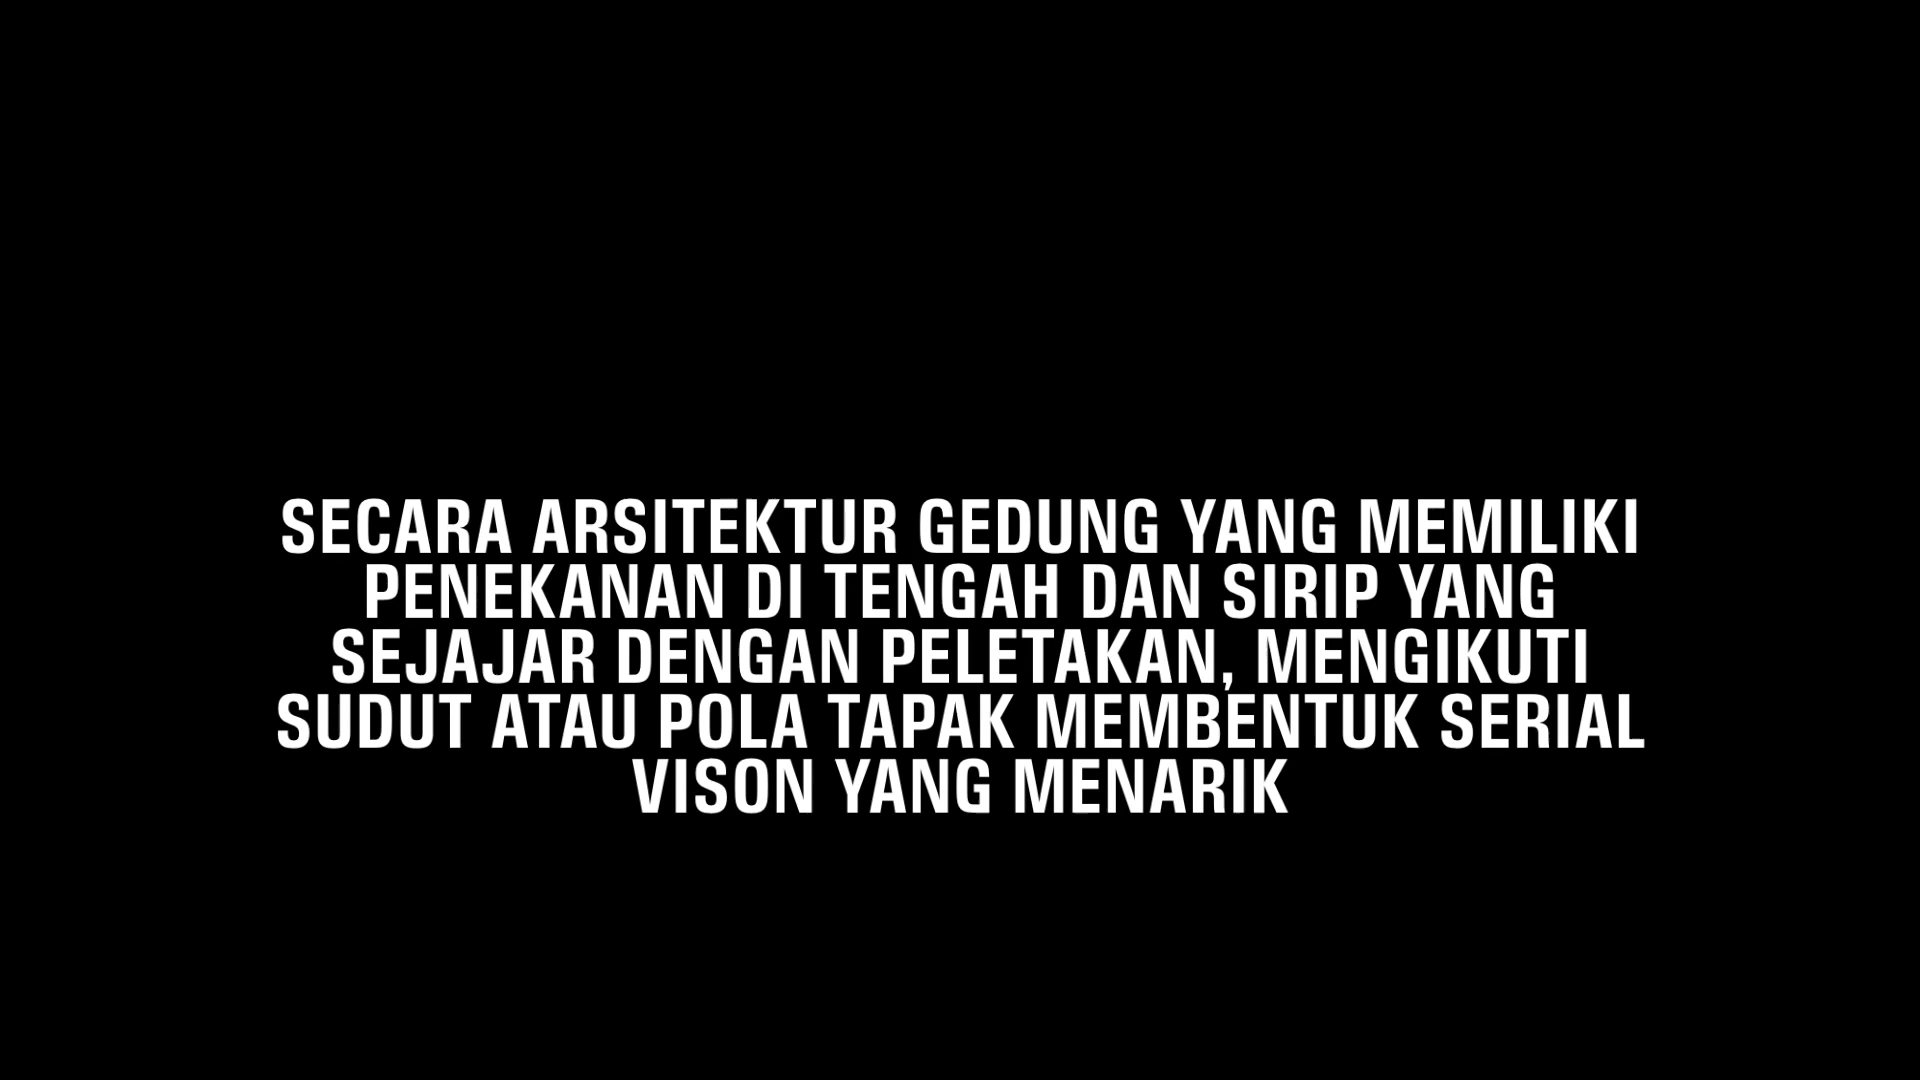 SECARA ARSITEKTUR GEDUNG YANG MEMILIKI
PENEKANAN DI TENGAH DAN SIRIP YANG
SEJAJAR DENGAN PELETAKAN, MENGIKUTI
SUDUT ATAU POLA TAPAK MEMBENTUK SERIAL
VISON YANG MENARIK